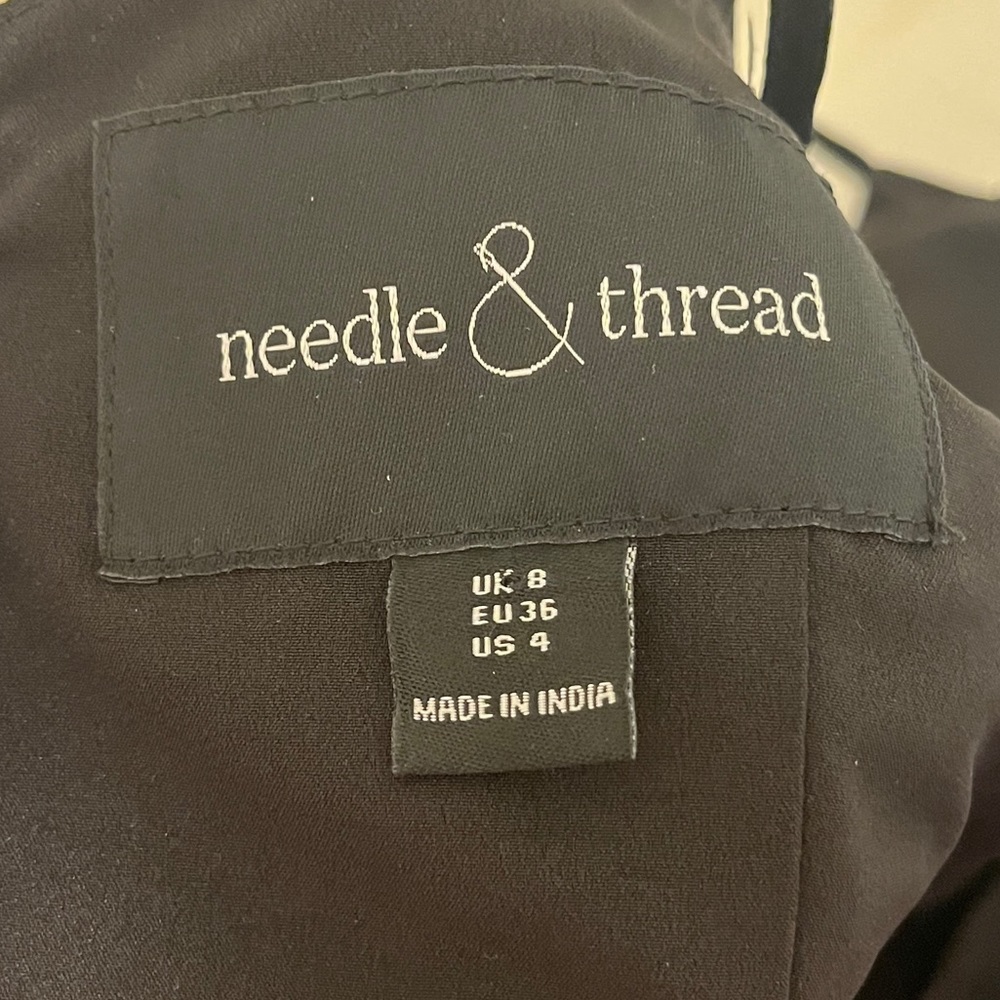 needle & thread
UK 8
EU 36
US 4
MADE IN INDIA